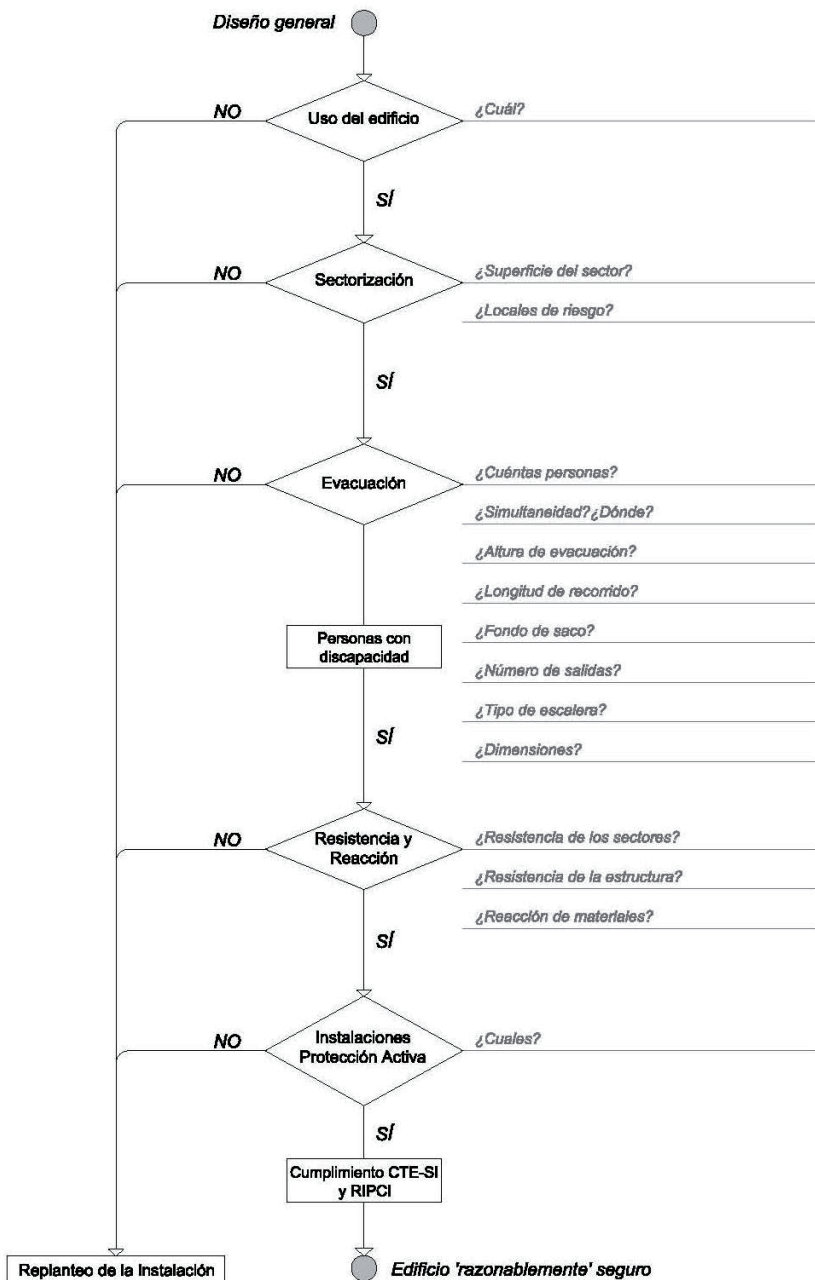 Diseño general
NO
Uso del edificio
¿Cuál?
SÍ
NO
Sectorización
¿Superficie del sector?
¿Locales de riesgo?
SÍ
NO
Evacuación
¿Cuéntas personas?
¿Simultaneidad?¿Dónde?
¿Altura de evacuación?
¿Longitud de recorrido?
Personas con
discapacidad
¿Fondo de saco?
¿Número de salidas?
¿Tipo de escalera?
SÍ
¿Dimensiones?
NO
Resistencia y
Reacción
¿Resistencia de los sectores?
¿Resistencia de la estructura?
¿Reacción de materiales?
SÍ
NO
Instalaciones
Protección Activa
¿Cuales?
SÍ
Cumplimiento CTE-SI
y RIPCI
Replanteo de la Instalación
Edificio 'razonablemente' seguro